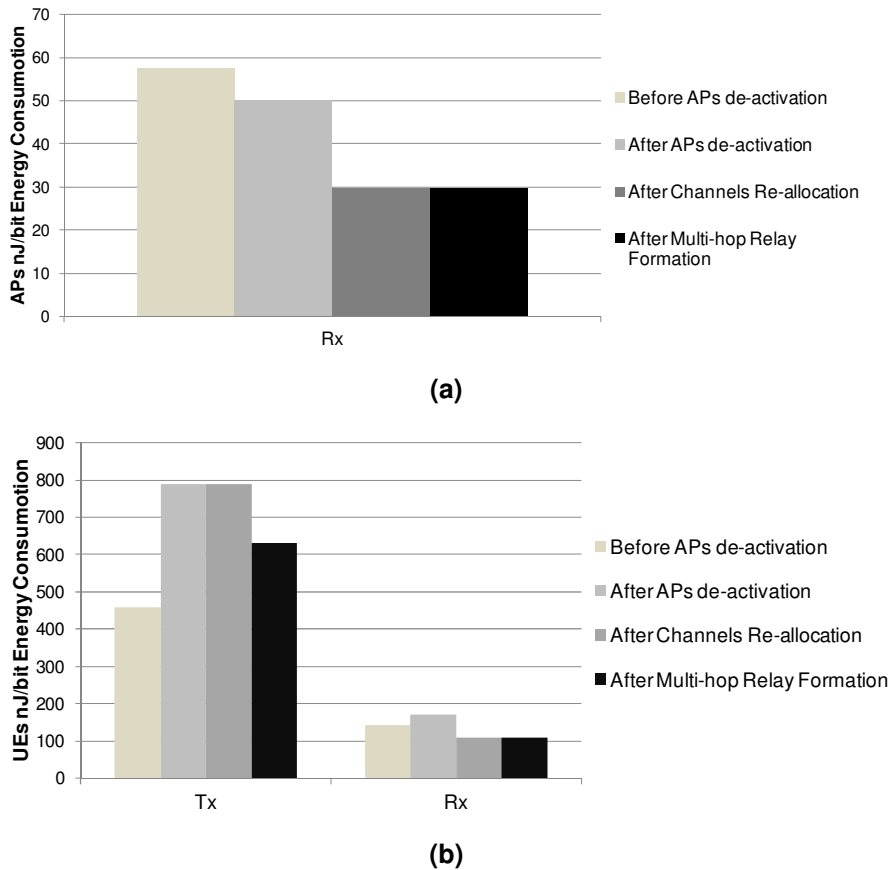 70
60
50
40
30
20
10
0
APs nJ/bit Energy Consumotion
Rx
Before APs de-activation
After APs de-activation
After Channels Re-allocation
After Multi-hop Relay
Formation
(a)
900
800
700
600
500
400
300
200
100
0
UEs nJ/bit Energy Consumotion
Tx
Rx
Before APs de-activation
After APs de-activation
After Channels Re-allocation
After Multi-hop Relay Formation
(b)